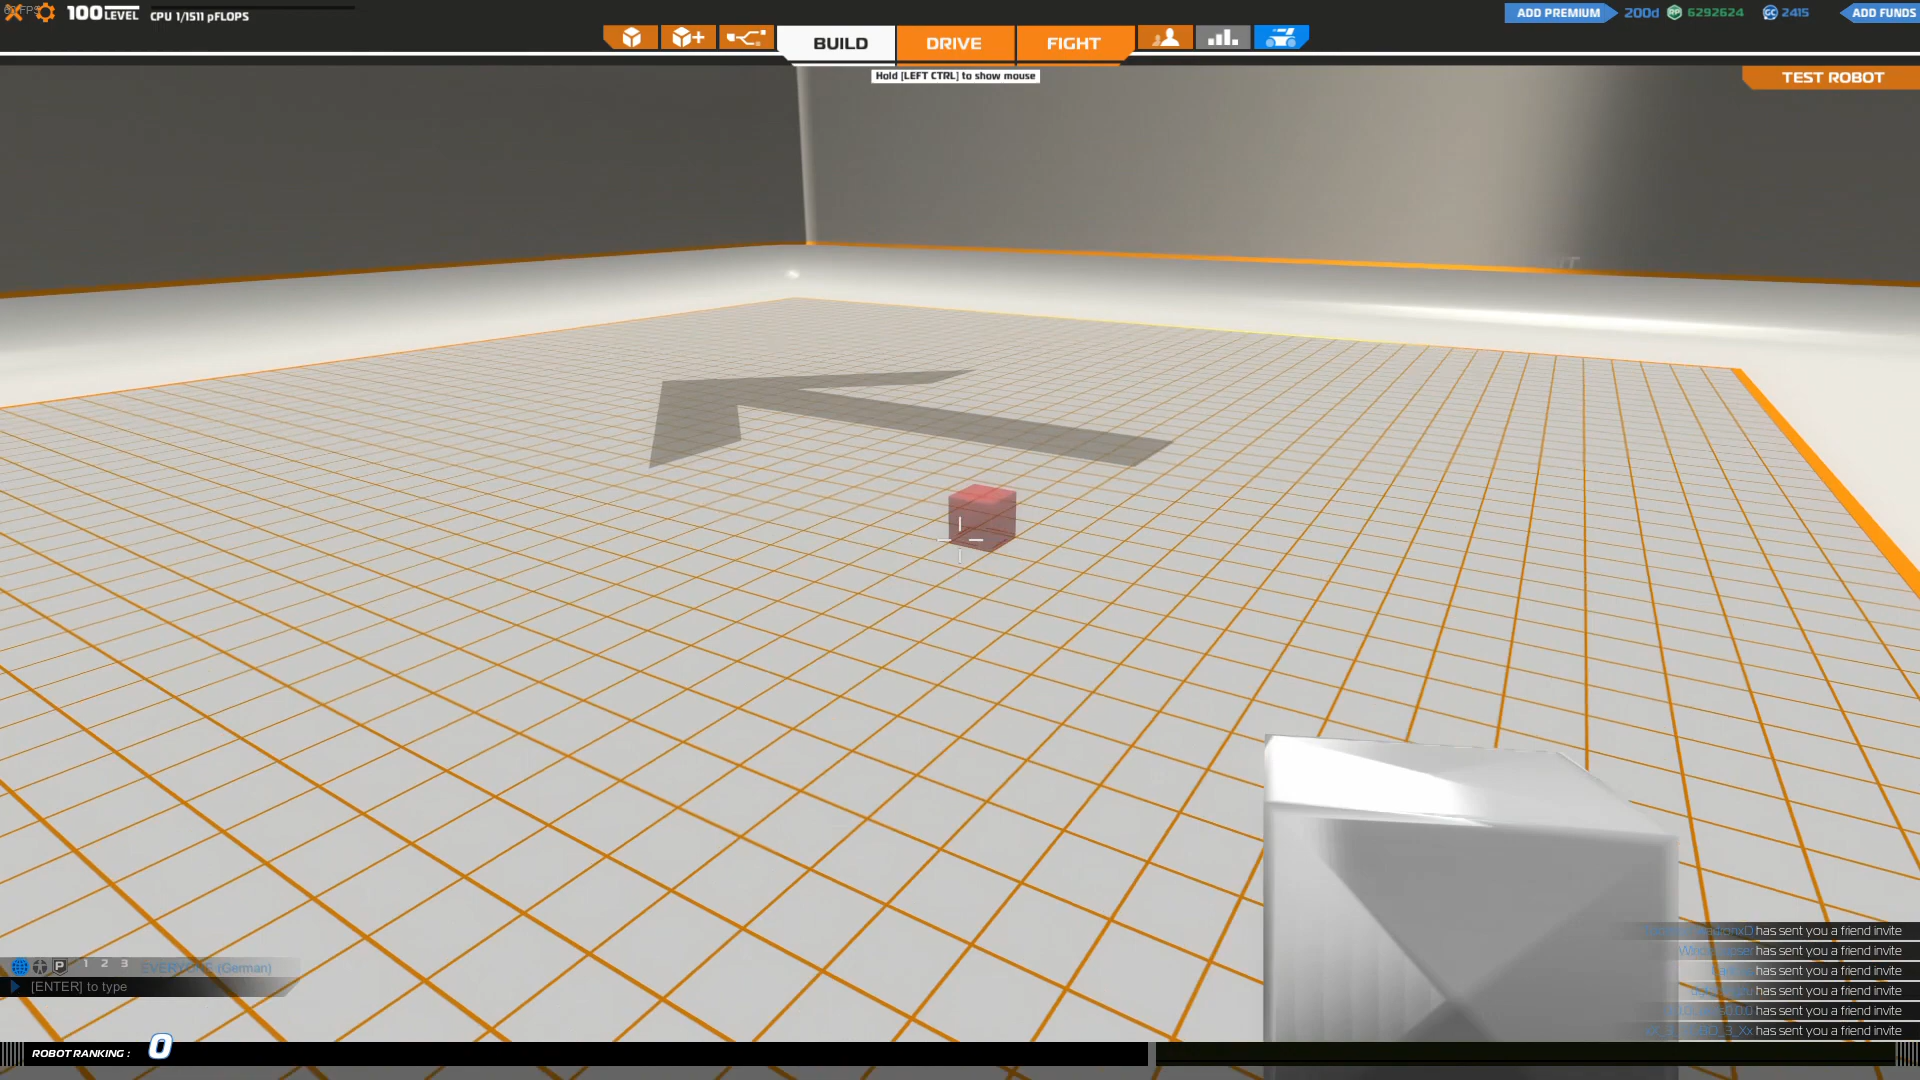 100 LEVEL CPU 1/1511 pFLOPS
ADD PREMIUM 200d RP 6292624 GC 2415 ADD FUNDS
BUILD DRIVE FIGHT
Hold [LEFT CTRL] to show mouse
TEST ROBOT
has sent you a friend invite
has sent you a friend invite
has sent you a friend invite
has sent you a friend invite
has sent you a friend invite
has sent you a friend invite
P 1 2 3 EVERYONE (German)
[ENTER] to type
ROBOT RANKING : 0